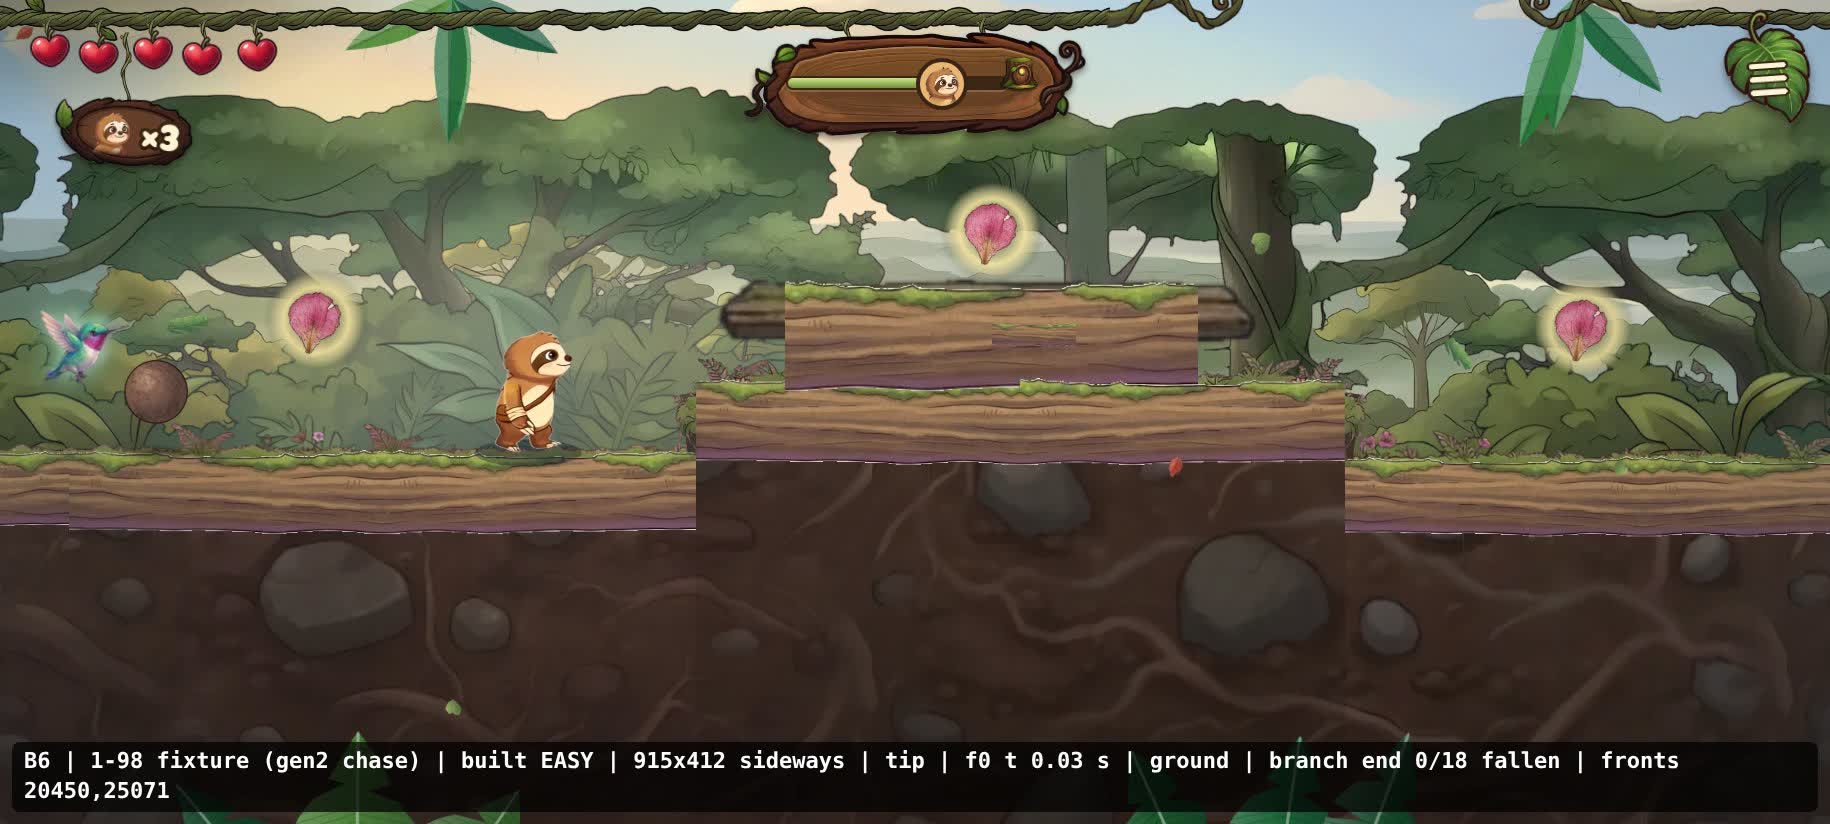 ×3
B6 | 1-98 fixture (gen2 chase) | built EASY | 915x412 sideways | tip | f0 t 0.03 s | ground | branch end 0/18 fallen | fronts
20450,25071